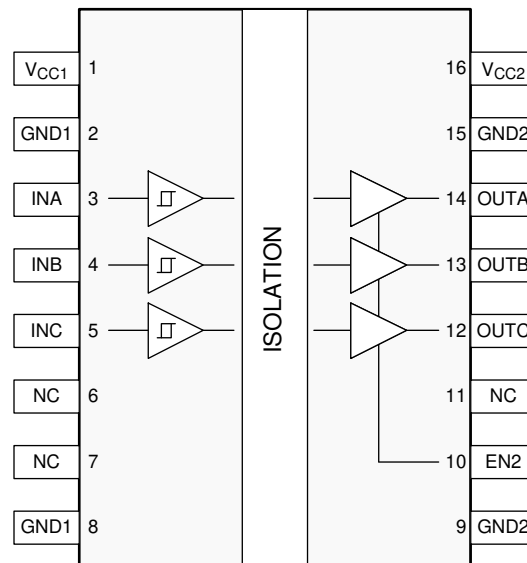 VCC1 1 16 VCC2
GND1 2 15 GND2
INA 3 14 OUTA
INB 4 13 OUTB
INC 5 12 OUTC
NC 6 11 NC
NC 7 10 EN2
GND1 8 9 GND2
ISOLATION